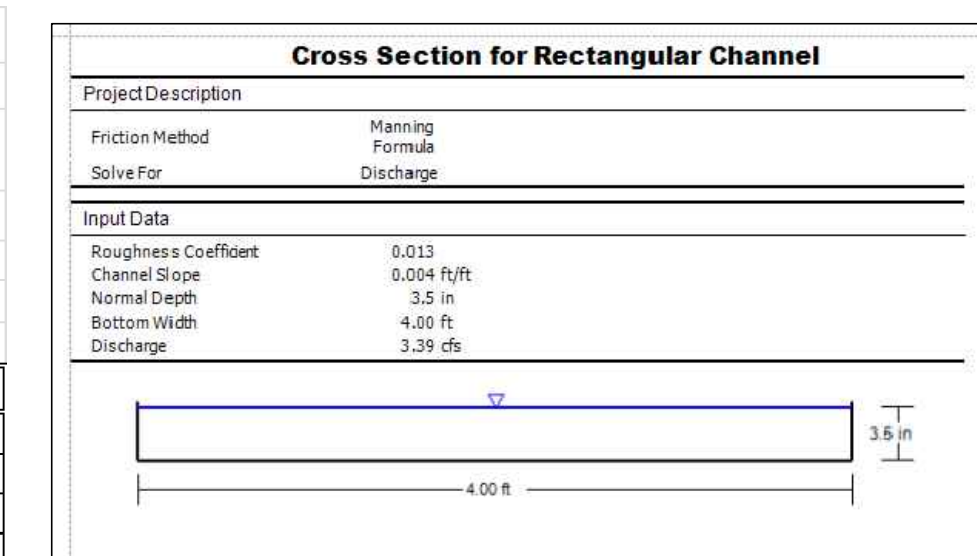 Cross Section for Rectangular Channel
Project Description
Friction Method Manning Formula
Solve For Discharge
Input Data
Roughness Coefficient 0.013
Channel Slope 0.004 ft/ft
Normal Depth 3.5 in
Bottom Width 4.00 ft
Discharge 3.39 cfs
3.5 in
4.00 ft